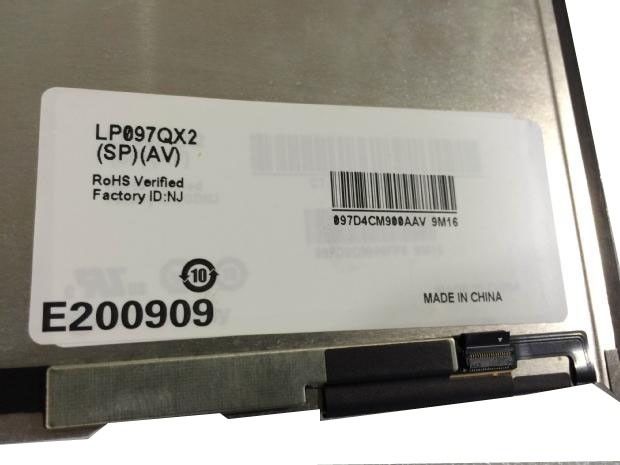 LP097QX2
(SP)(AV)
RoHS Verified
Factory ID:NJ
097D4CM900AAV 9M16
10
E200909
MADE IN CHINA